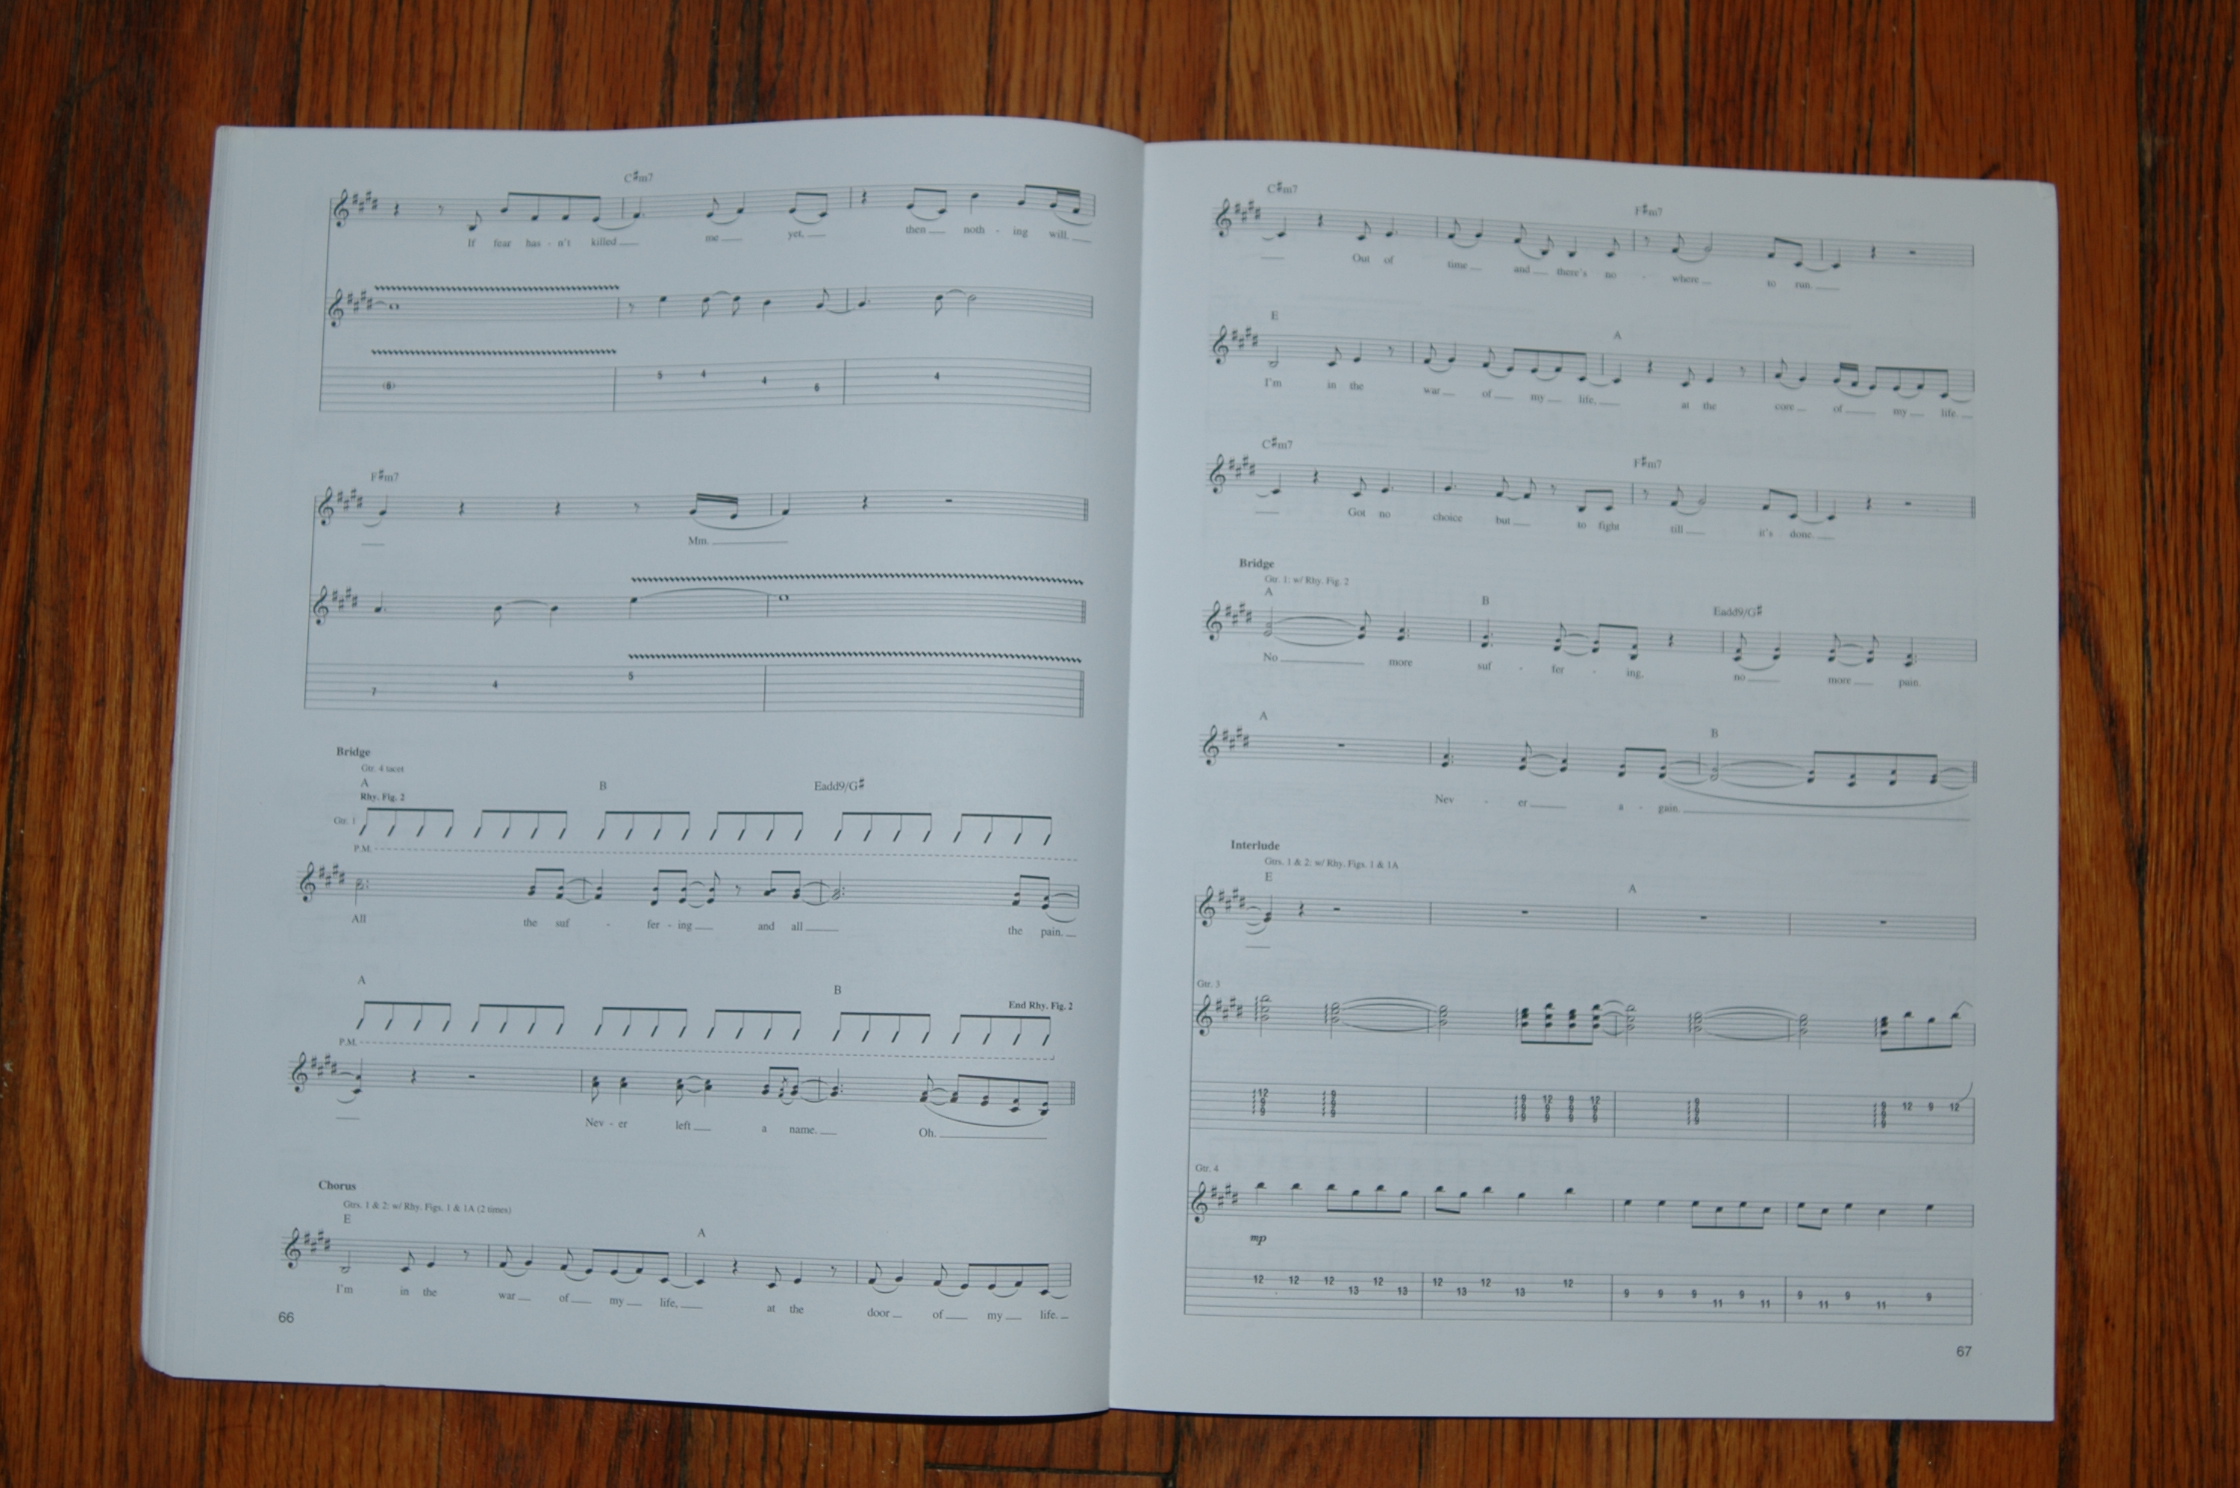 C♯m7
If fear has - n't killed me yet, then noth - ing will.
5 4 4 6 4
(8)
F♯m7
Mm.
7 4 5
Bridge
Gtr. 4 tacet
A B Eadd9/G♯
Rhy. Fig. 2
Gtr. 1
P.M.
All the suf - fer - ing and all the pain.
A B End Rhy. Fig. 2
P.M.
Nev - er left a name. Oh.
Chorus
Gtrs. 1 & 2: w/ Rhy. Figs. 1 & 1A (2 times)
E A
I'm in the war of my life, at the door of my life.
66
C♯m7 F♯m7
Out of time and there's no where to run.
E A
I'm in the war of my life, at the core of my life.
C♯m7 F♯m7
Got no choice but to fight till it's done.
Bridge
Gtr. 1: w/ Rhy. Fig. 2
A B Eadd9/G♯
No more suf - fer - ing, no more pain.
A B
Nev - er a - gain.
Interlude
Gtrs. 1 & 2: w/ Rhy. Figs. 1 & 1A
E A
Gtr. 3
Gtr. 4
mp
12 12 12 13 12 13 12 13 12 13 12 9 9 9 11 9 11 9 11 9 11 9
67